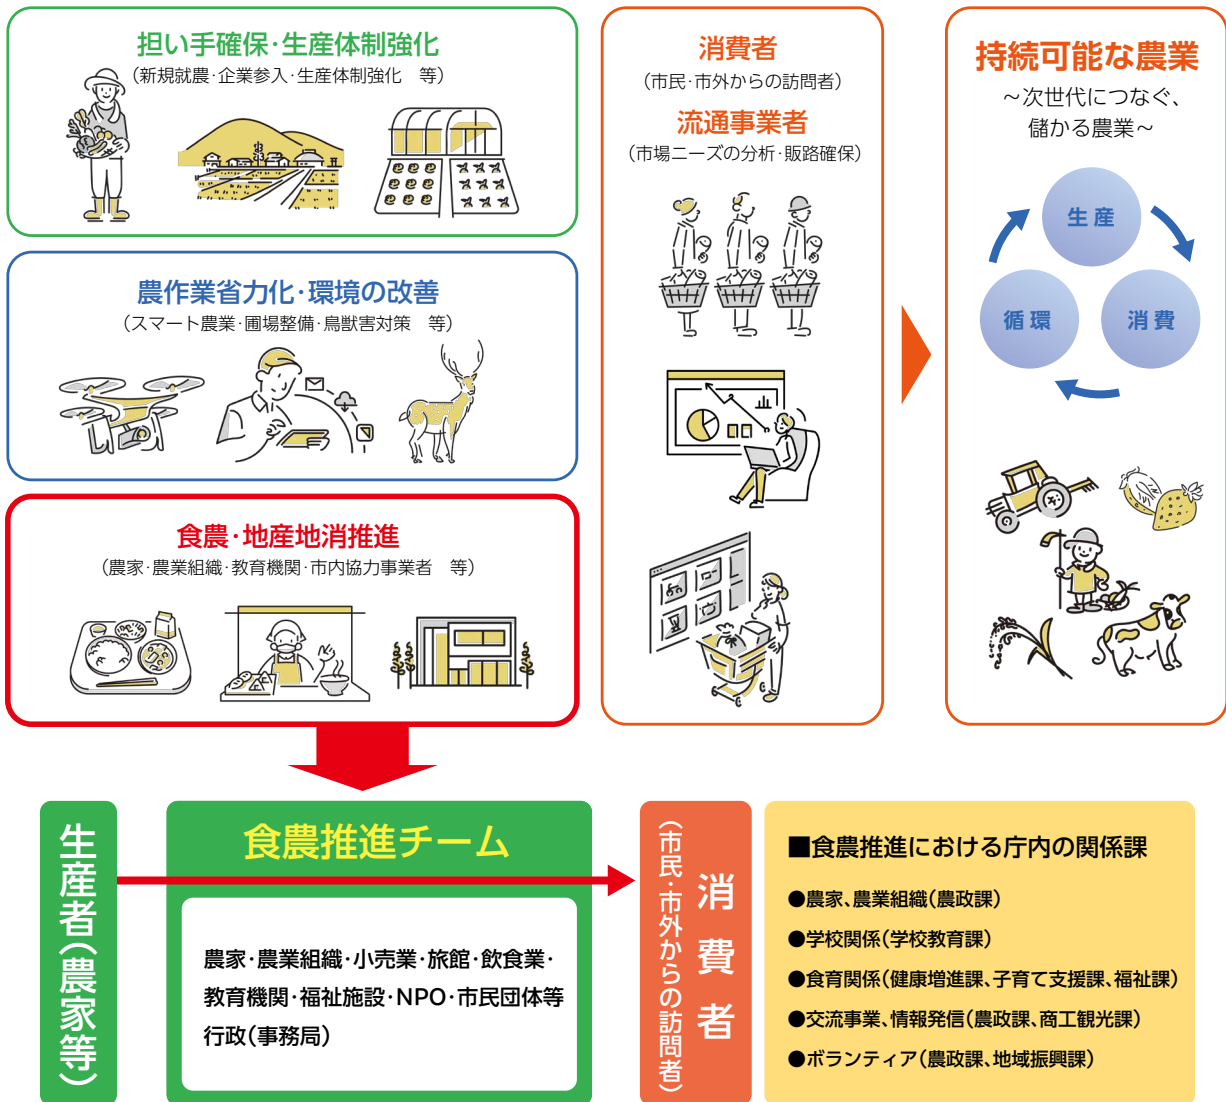 担い手確保・生産体制強化
（新規就農・企業参入・生産体制強化　等）
農作業省力化・環境の改善
（スマート農業・圃場整備・鳥獣害対策　等）
食農・地産地消推進
（農家・農業組織・教育機関・市内協力事業者　等）
消費者
（市民・市外からの訪問者）
流通事業者
（市場ニーズの分析・販路確保）
持続可能な農業
～次世代につなぐ、
儲かる農業～
生産
循環
消費
生産者（農家等）
食農推進チーム
農家・農業組織・小売業・旅館・飲食業・
教育機関・福祉施設・NPO・市民団体等
行政（事務局）
消費者
（市民・市外からの訪問者）
■食農推進における庁内の関係課
●農家、農業組織（農政課）
●学校関係（学校教育課）
●食育関係（健康増進課、子育て支援課、福祉課）
●交流事業、情報発信（農政課、商工観光課）
●ボランティア（農政課、地域振興課）